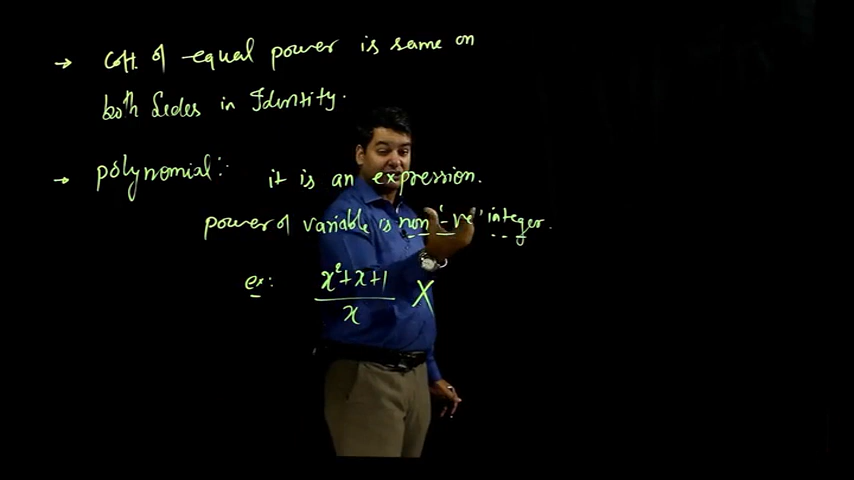 → Coff. of equal power is same on
both Sides in Identity.
→ polynomial:- it is an expression.
power of variable is 'non'-ve' integer.
ex: x²+x+1
x X